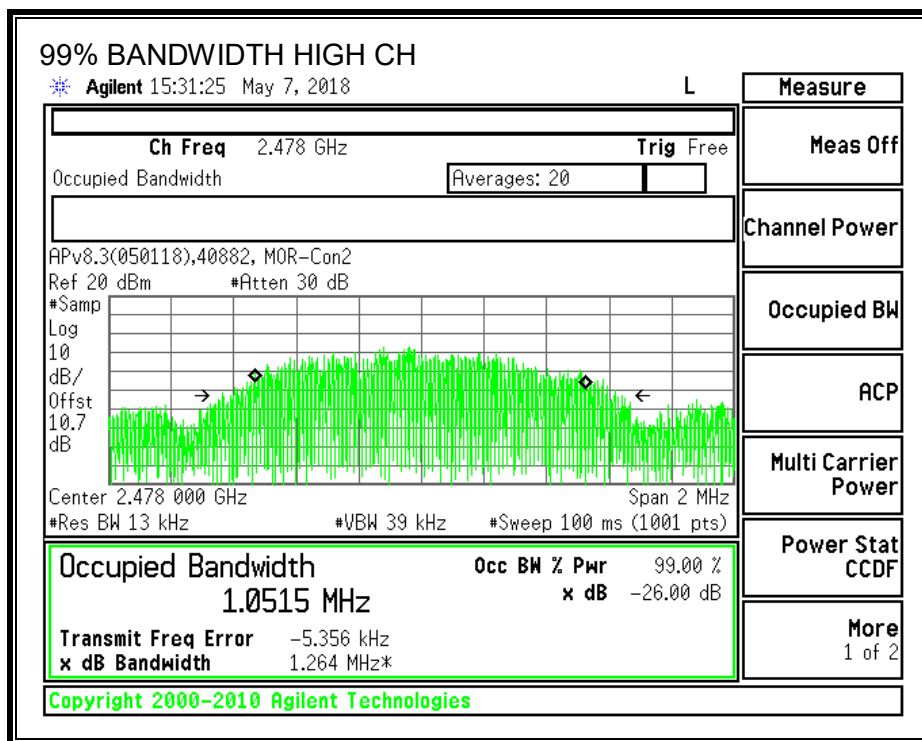 99% BANDWIDTH HIGH CH
Agilent 15:31:25 May 7, 2018 L
Measure
Ch Freq 2.478 GHz Trig Free
Meas Off
Occupied Bandwidth Averages: 20
Channel Power
APv8.3(050118),40882, MOR-Con2
Ref 20 dBm #Atten 30 dB
#Samp
Log
10
dB/
Offst
10.7
dB
Occupied BW
ACP
Center 2.478 000 GHz Span 2 MHz
#Res BW 13 kHz #VBW 39 kHz #Sweep 100 ms (1001 pts)
Multi Carrier
Power
Occupied Bandwidth Occ BW % Pwr 99.00 %
1.0515 MHz x dB -26.00 dB
Transmit Freq Error -5.356 kHz
x dB Bandwidth 1.264 MHz*
Power Stat
CCDF
More
1 of 2
Copyright 2000-2010 Agilent Technologies